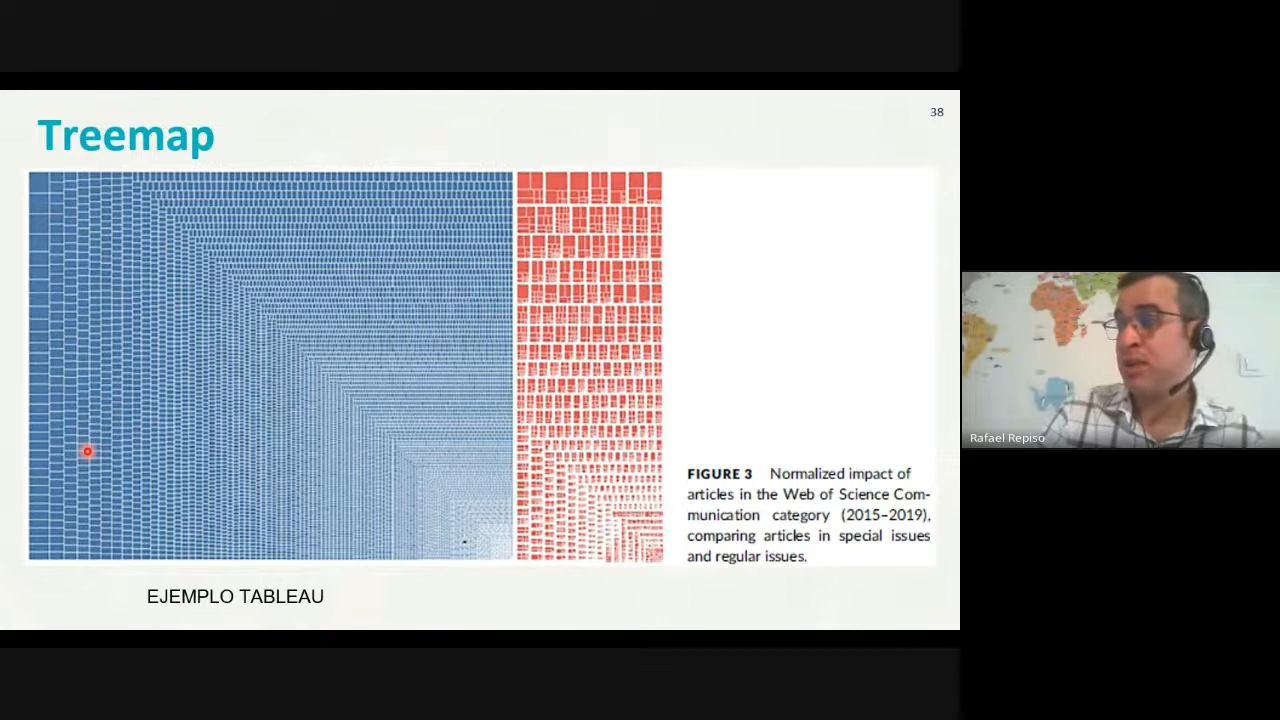 38
Treemap
FIGURE 3 Normalized impact of
articles in the Web of Science Com-
munication category (2015–2019),
comparing articles in special issues
and regular issues.
EJEMPLO TABLEAU
Rafael Repiso